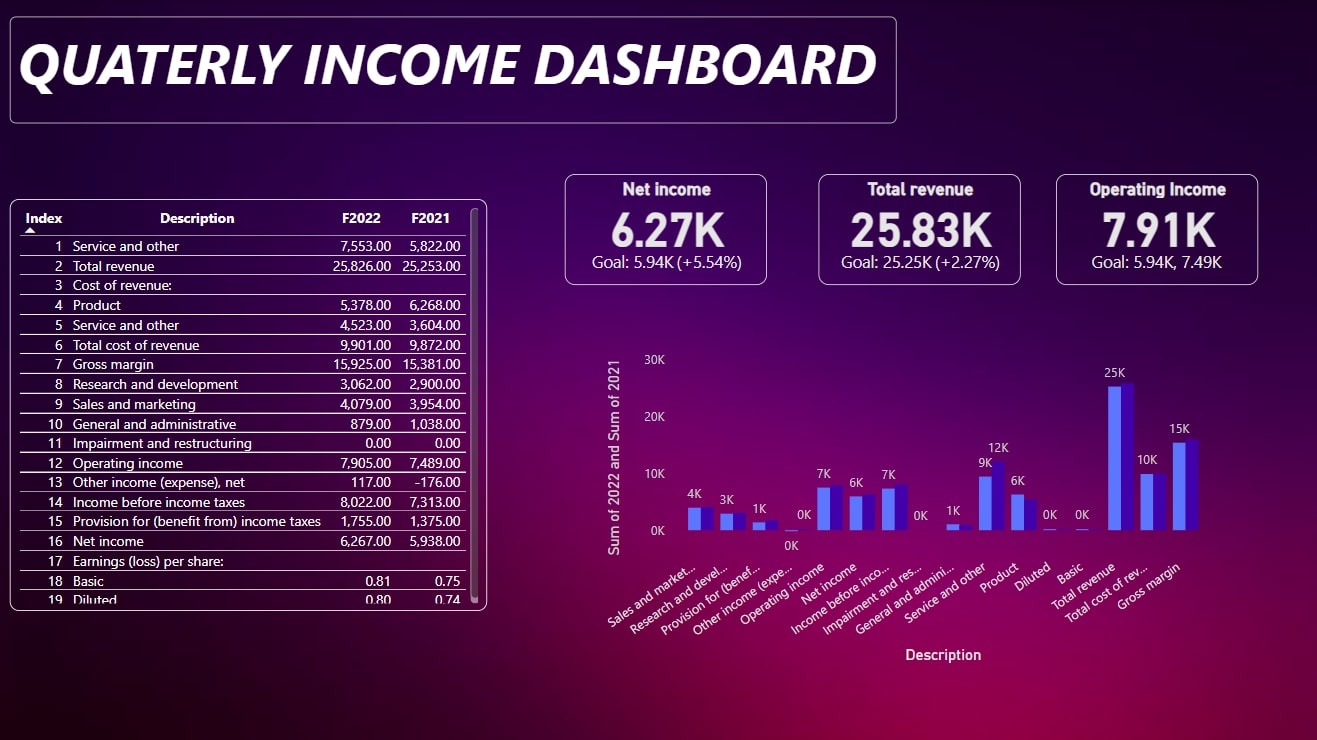 QUATERLY INCOME DASHBOARD
Net income
6.27K
Goal: 5.94K (+5.54%)
Total revenue
25.83K
Goal: 25.25K (+2.27%)
Operating Income
7.91K
Goal: 5.94K, 7.49K
Index Description F2022 F2021
1 Service and other 7,553.00 5,822.00
2 Total revenue 25,826.00 25,253.00
3 Cost of revenue:
4 Product 5,378.00 6,268.00
5 Service and other 4,523.00 3,604.00
6 Total cost of revenue 9,901.00 9,872.00
7 Gross margin 15,925.00 15,381.00
8 Research and development 3,062.00 2,900.00
9 Sales and marketing 4,079.00 3,954.00
10 General and administrative 879.00 1,038.00
11 Impairment and restructuring 0.00 0.00
12 Operating income 7,905.00 7,489.00
13 Other income (expense), net 117.00 -176.00
14 Income before income taxes 8,022.00 7,313.00
15 Provision for (benefit from) income taxes 1,755.00 1,375.00
16 Net income 6,267.00 5,938.00
17 Earnings (loss) per share:
18 Basic 0.81 0.75
19 Diluted 0.80 0.74
Sum of 2022 and Sum of 2021
30K
20K
10K
0K
4K
3K
1K
0K
0K
7K
6K
7K
0K
1K
9K
12K
6K
0K
0K
25K
10K
15K
Sales and market...
Research and devel...
Provision for (benef...
Other income (expe...
Operating income
Net income
Income before inco...
Impairment and res...
General and admini...
Service and other
Product
Diluted
Basic
Total revenue
Total cost of rev...
Gross margin
Description